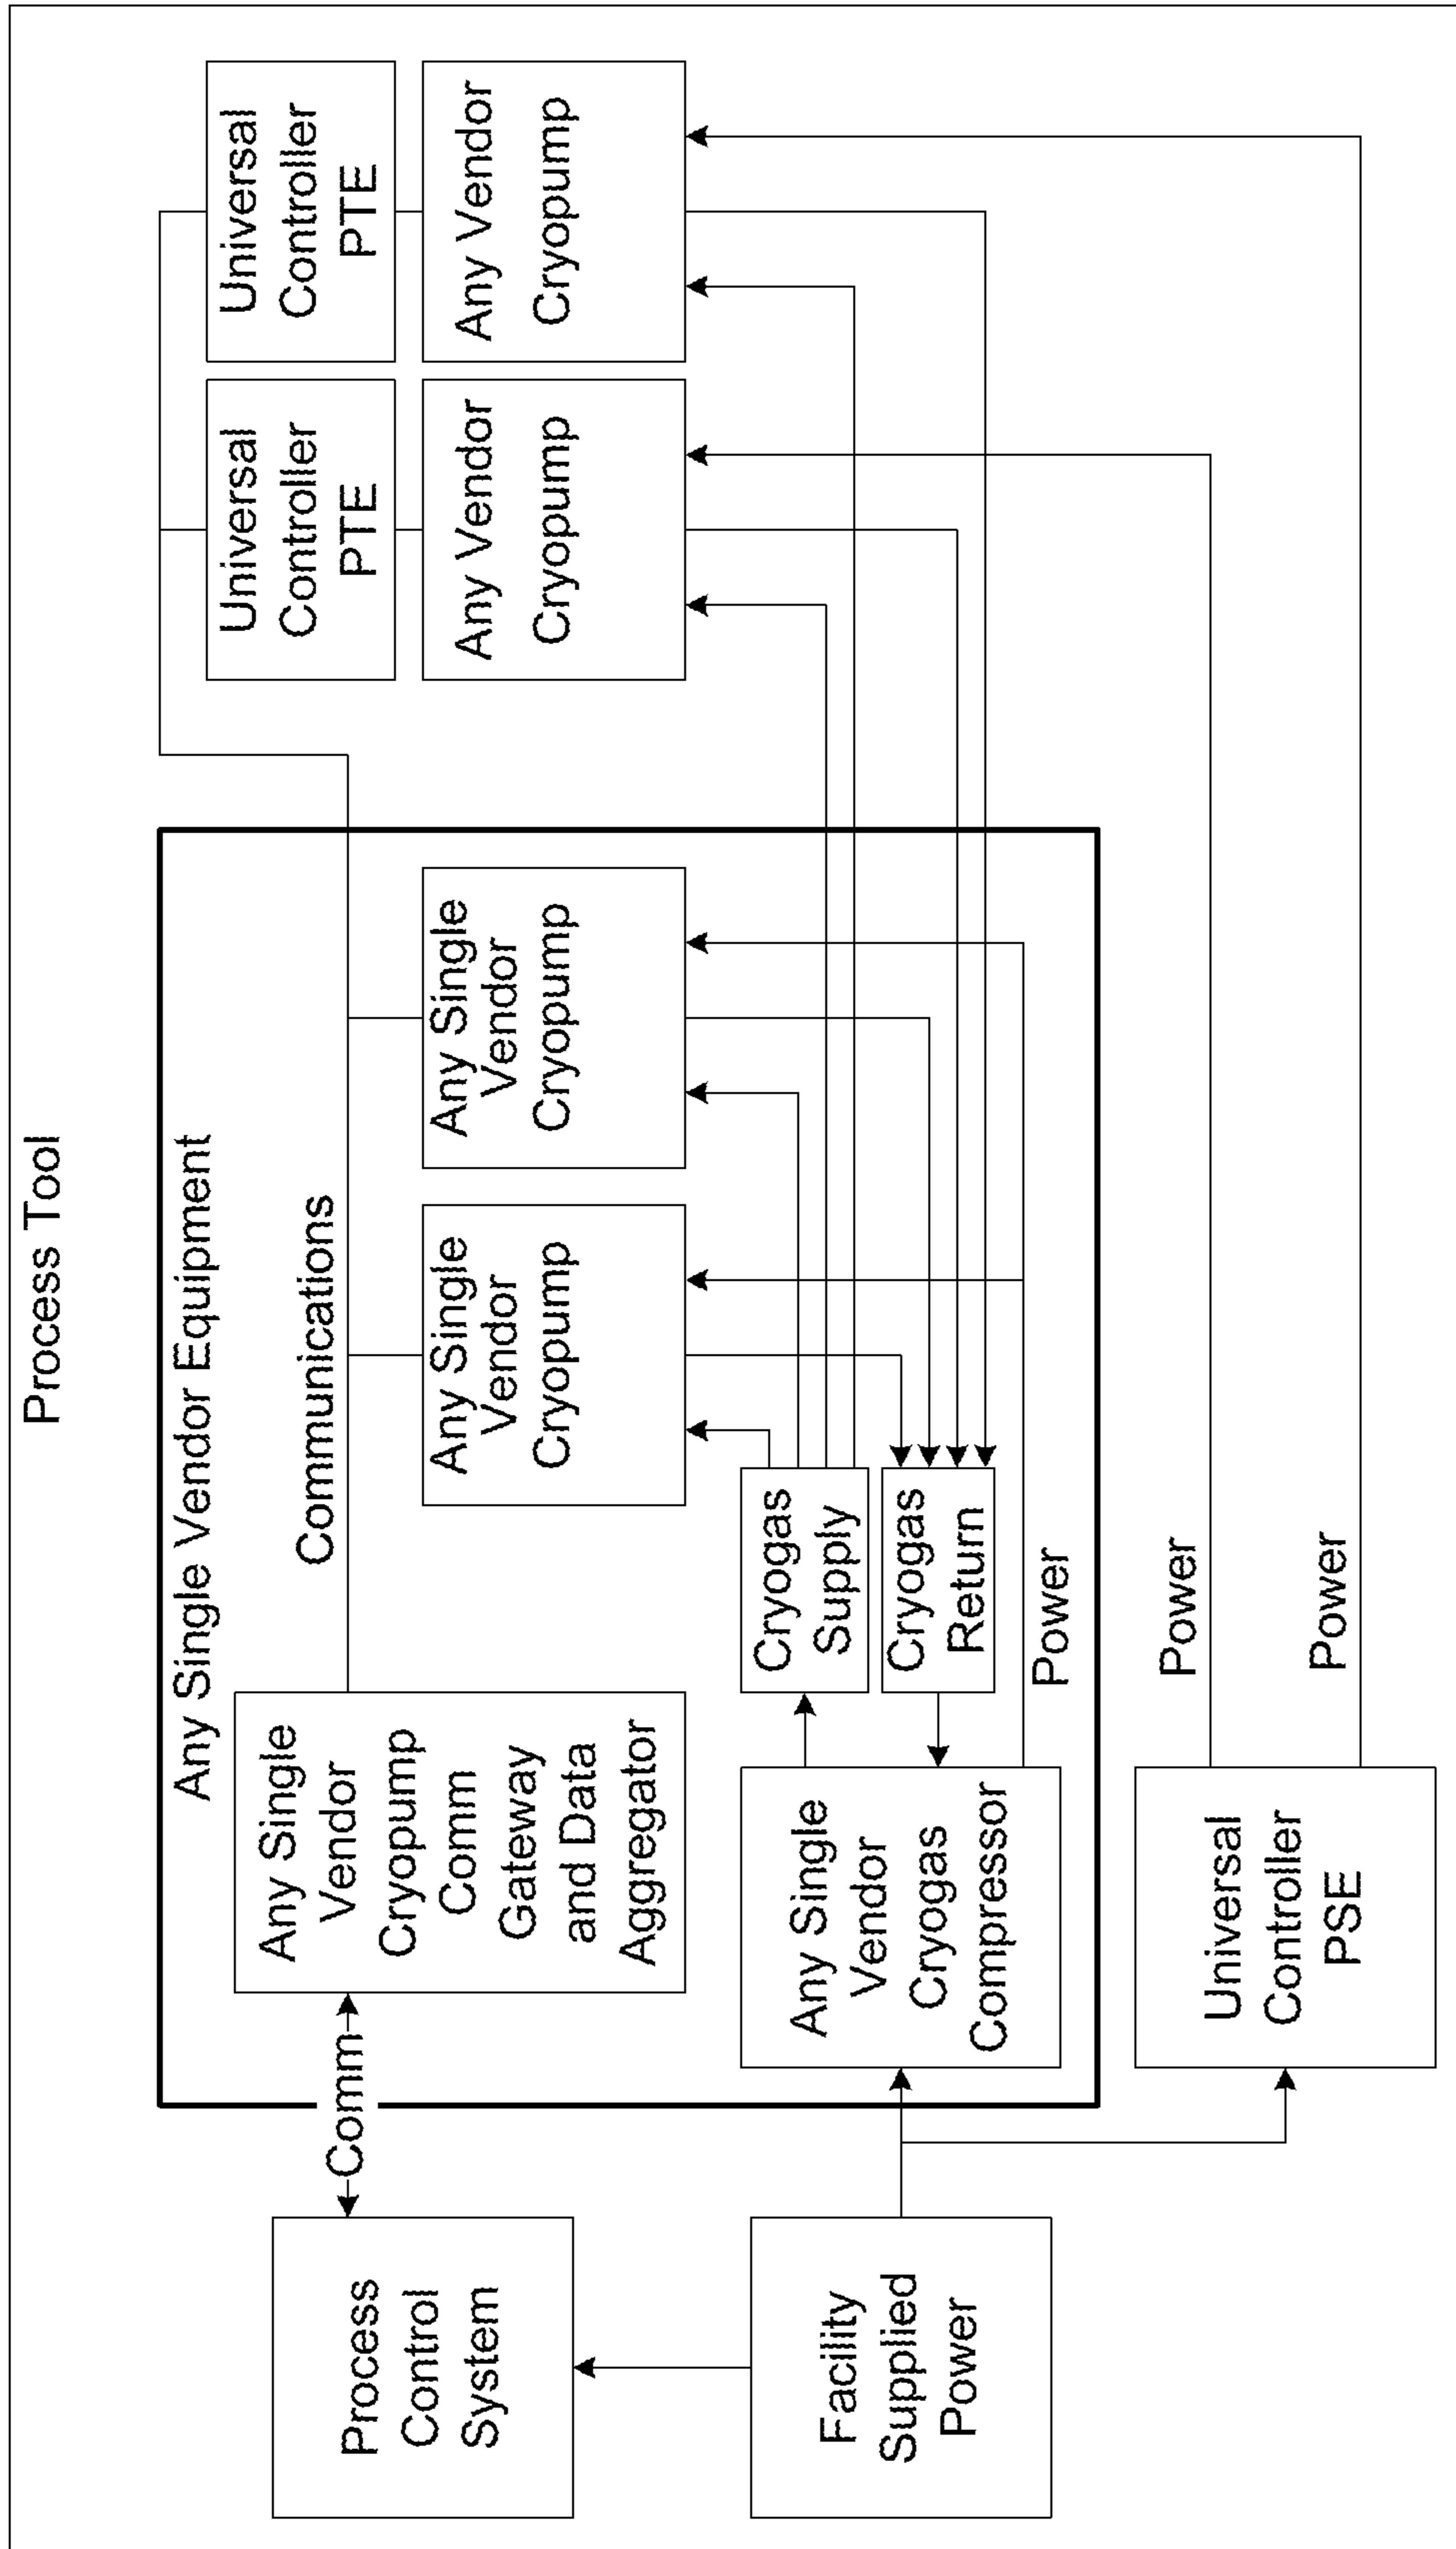 Process Tool
Any Single Vendor Equipment
Communications
Process
Control
System
Comm
Any Single
Vendor
Cryopump
Comm
Gateway
and Data
Aggregator
Any Single
Vendor
Cryopump
Any Single
Vendor
Cryopump
Universal
Controller
PTE
Universal
Controller
PTE
Any Vendor
Cryopump
Any Vendor
Cryopump
Facility
Supplied
Power
Any Single
Vendor
Cryogas
Compressor
Cryogas
Supply
Cryogas
Return
Power
Universal
Controller
PSE
Power
Power